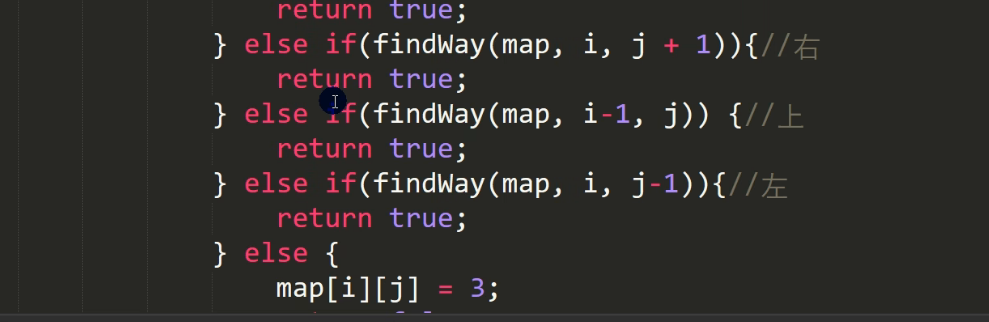 return true;
} else if(findWay(map, i, j + 1)){//右
return true;
} else if(findWay(map, i-1, j)) {//上
return true;
} else if(findWay(map, i, j-1)){//左
return true;
} else {
map[i][j] = 3;